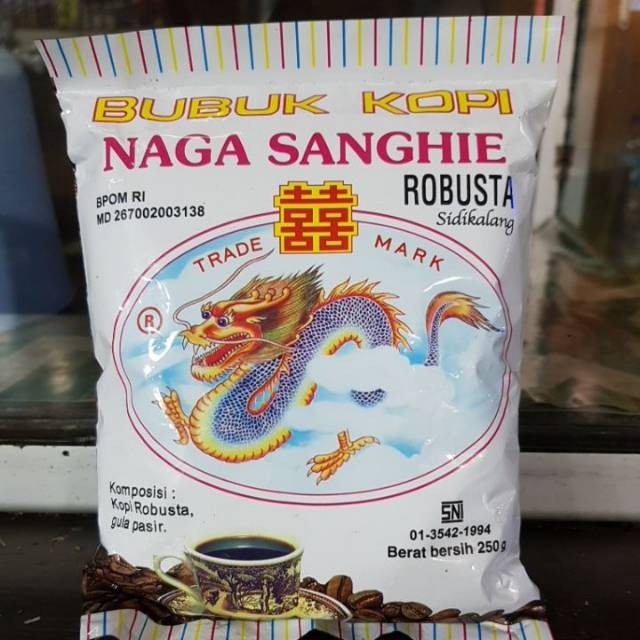 BUBUK KOPI
NAGA SANGHIE
BPOM RI
MD 267002003138
ROBUSTA
Sidikalang
囍
TRADE MARK
®
Komposisi :
Kopi Robusta,
gula pasir.
SNI
01-3542-1994
Berat bersih 250 g